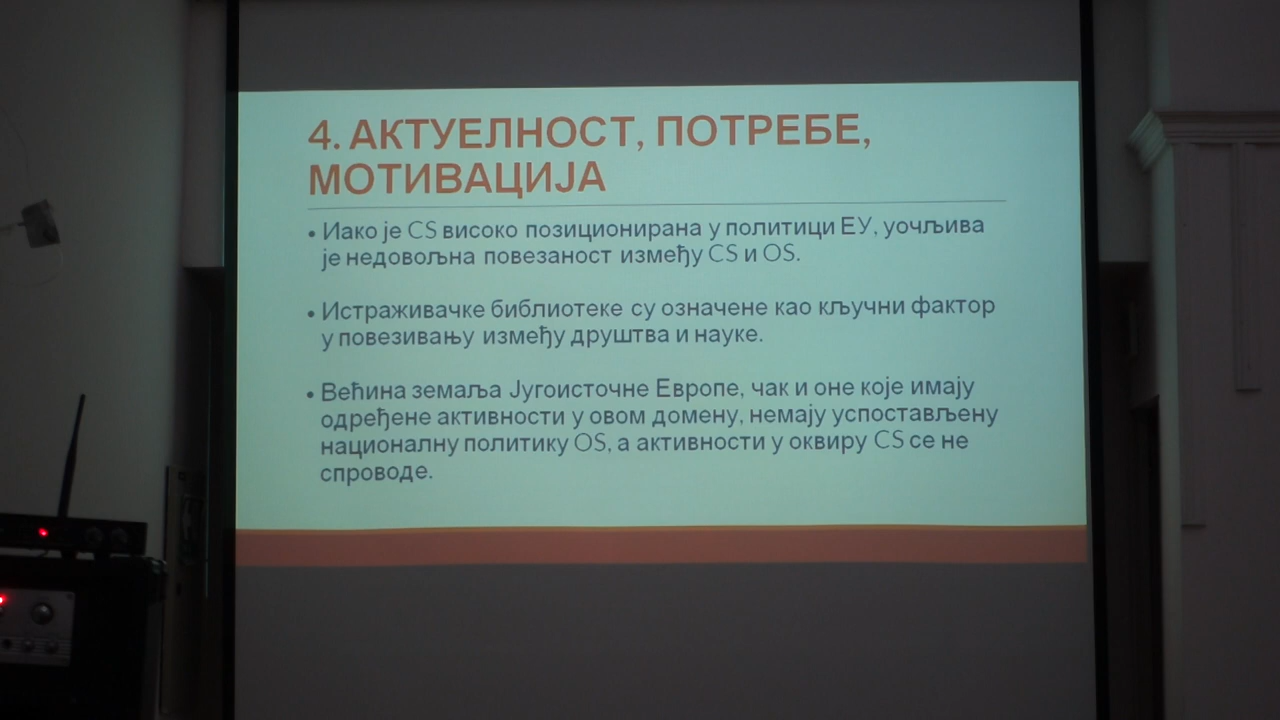 4. АКТУЕЛНОСТ, ПОТРЕБЕ,
МОТИВАЦИЈА
• Иако је CS високо позиционирана у политици ЕУ, уочљива
је недовољна повезаност између CS и OS.
• Истраживачке библиотеке су означене као кључни фактор
у повезивању између друштва и науке.
• Већина земаља Југоисточне Европе, чак и оне које имају
одређене активности у овом домену, немају успостављену
националну политику OS, а активности у оквиру CS се не
спроводе.